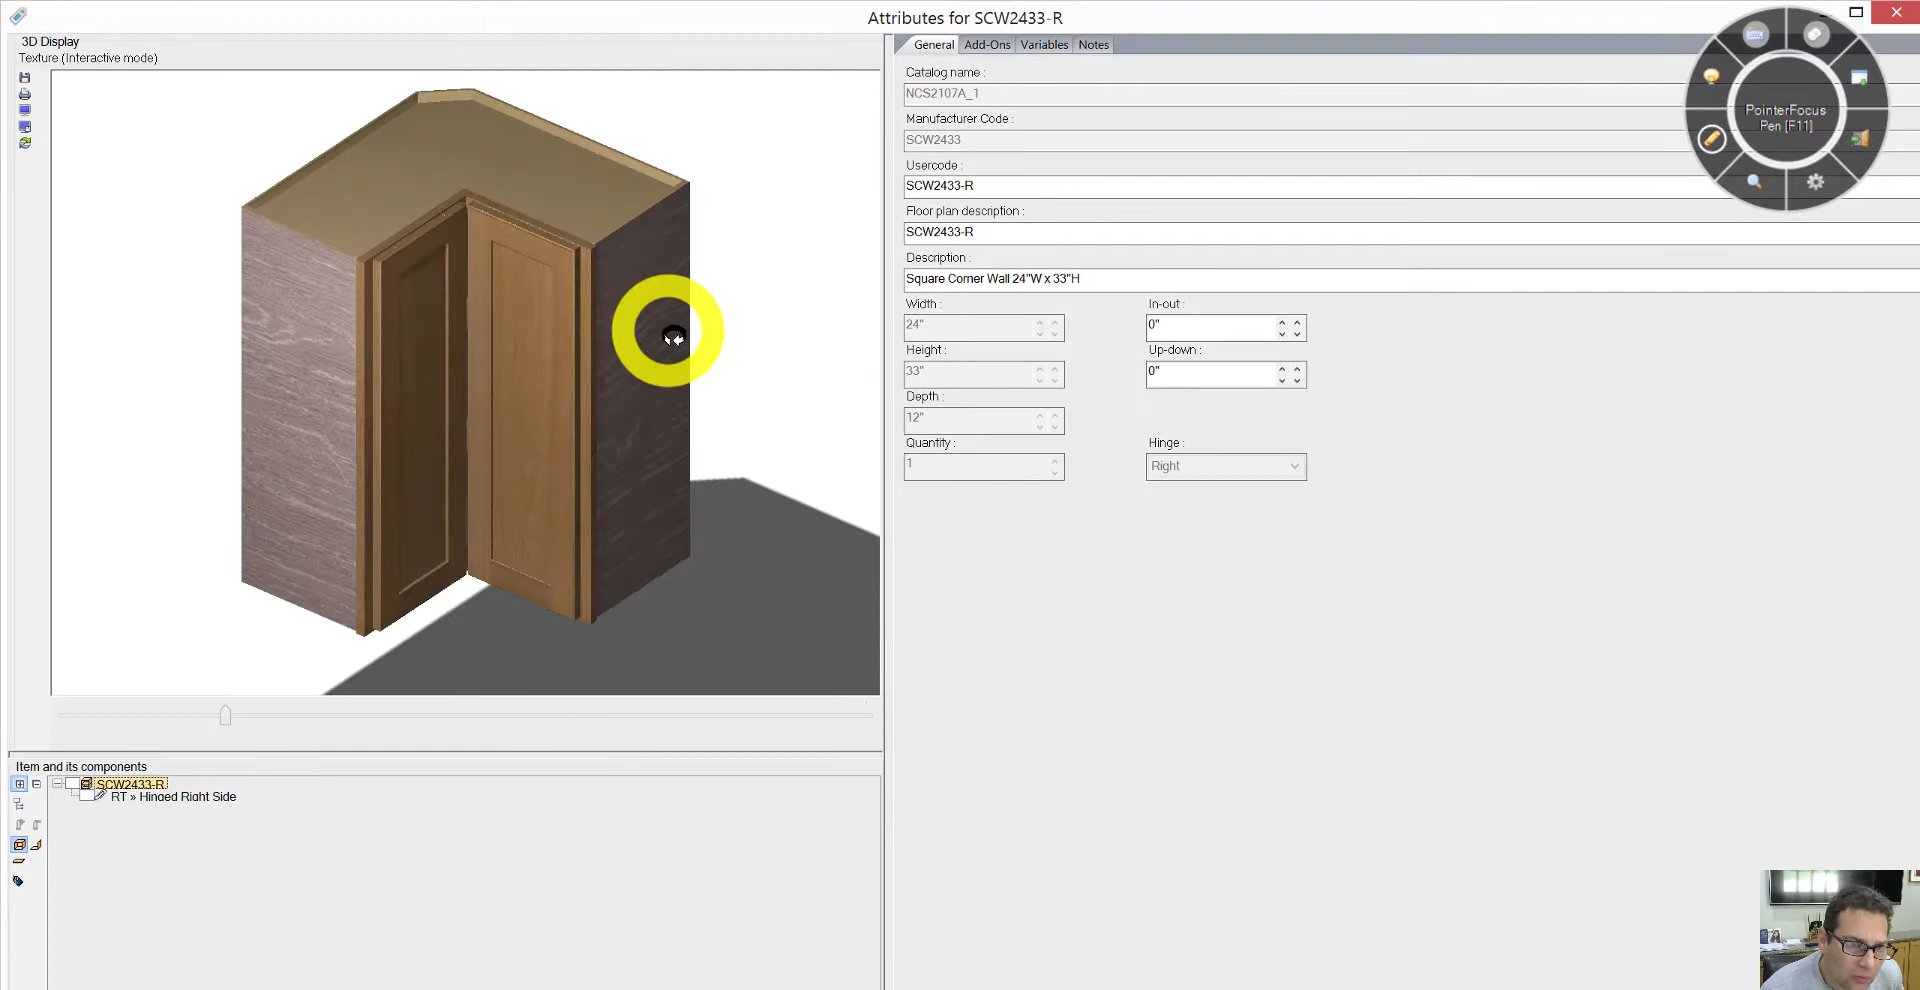 Attributes for SCW2433-R
3D Display
Texture (Interactive mode)
General Add-Ons Variables Notes
Catalog name :
NCS2107A_1
Manufacturer Code :
SCW2433
Usercode :
SCW2433-R
Floor plan description :
SCW2433-R
Description :
Square Corner Wall 24"W x 33"H
Width : In-out :
24" 0"
Height : Up-down :
33" 0"
Depth :
12"
Quantity : Hinge :
1 Right
PointerFocus
Pen [F11]
Item and its components
SCW2433-R
RT » Hinged Right Side